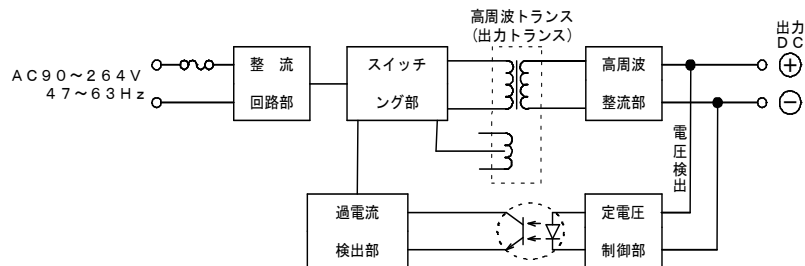 高周波トランス
（出力トランス）
出力
ＤＣ
ＡＣ９０～２６４Ｖ
４７～６３Ｈｚ
整　流
回路部
スイッチ
ング部
高周波
整流部
＋
－
電圧検出
過電流
検出部
定電圧
制御部